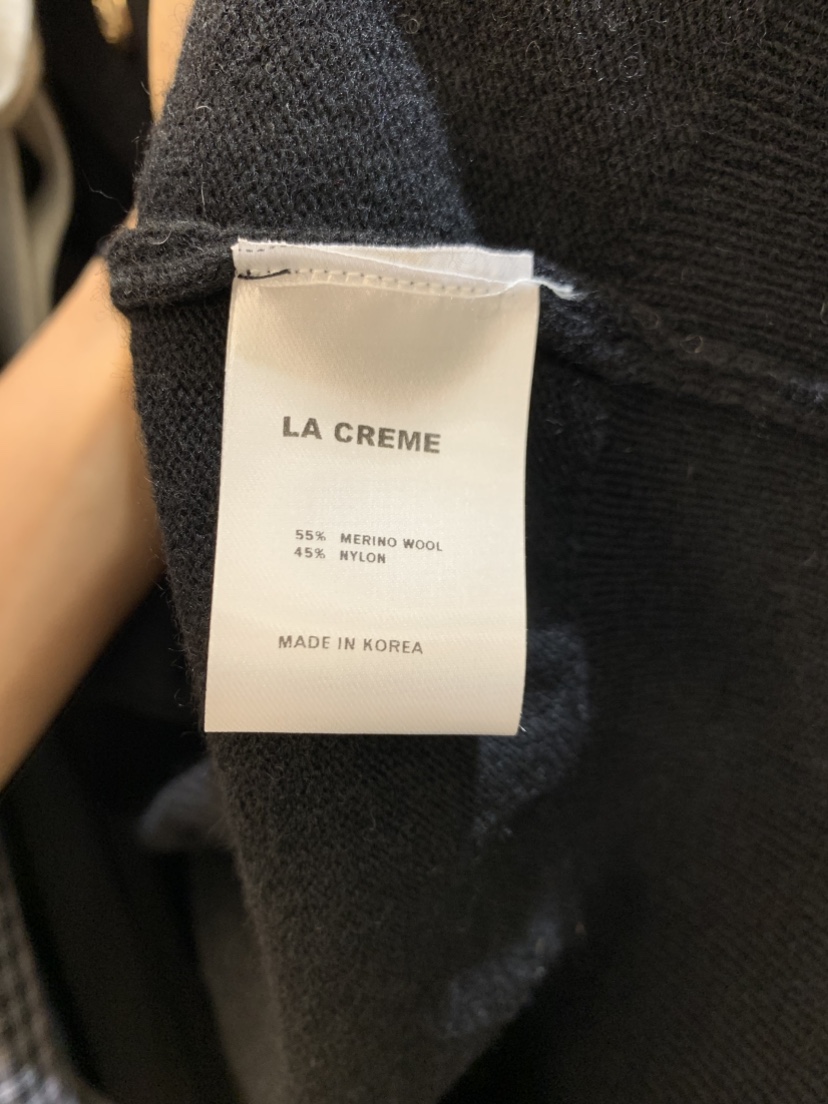 LA CREME
55% MERINO WOOL
45% NYLON
MADE IN KOREA